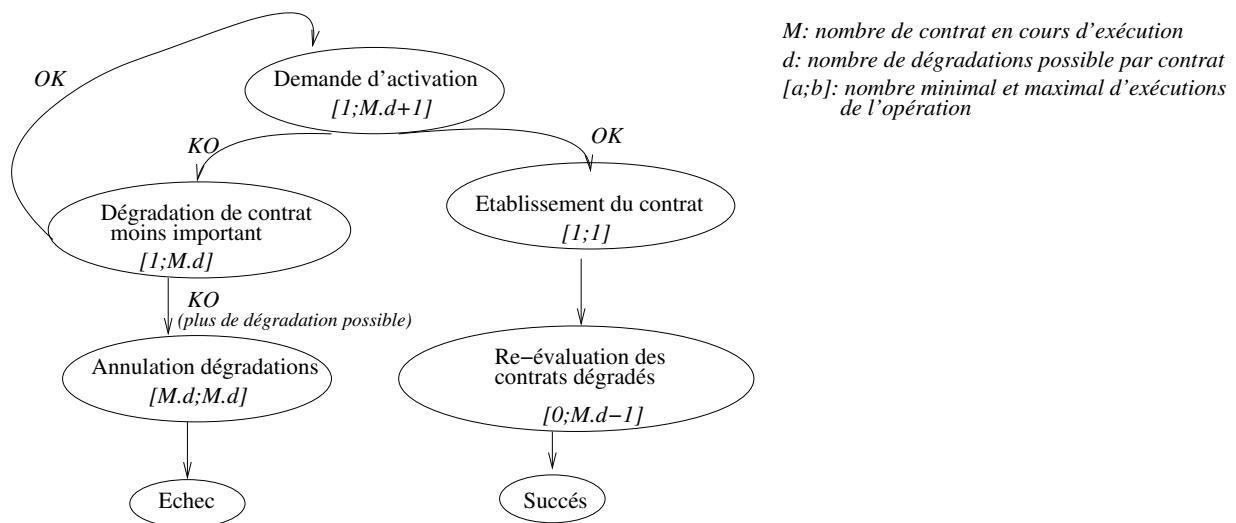 M: nombre de contrat en cours d'exécution
d: nombre de dégradations possible par contrat
[a;b]: nombre minimal et maximal d'exécutions
de l'opération
OK
Demande d'activation
[1;M.d+1]
KO
OK
Dégradation de contrat
moins important
[1;M.d]
Etablissement du contrat
[1;1]
KO
(plus de dégradation possible)
Annulation dégradations
[M.d;M.d]
Re−évaluation des
contrats dégradés
[0;M.d−1]
Echec
Succés